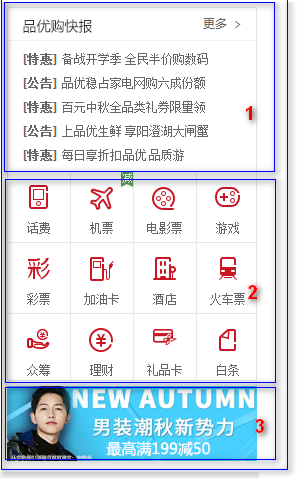 品优购快报 更多 >
[特惠] 备战开学季 全民半价购数码
[公告] 品优稳占家电网购六成份额
[特惠] 百元中秋全品类礼券限量领
[公告] 上品优生鲜 享阳澄湖大闸蟹
[特惠] 每日享折扣品优品质游
1
减
话费 机票 电影票 游戏
彩
彩票 加油卡 酒店 火车票
2
众筹 理财 礼品卡 白条
NEW AUTUMN
男装潮秋新势力
3
最高满199减50